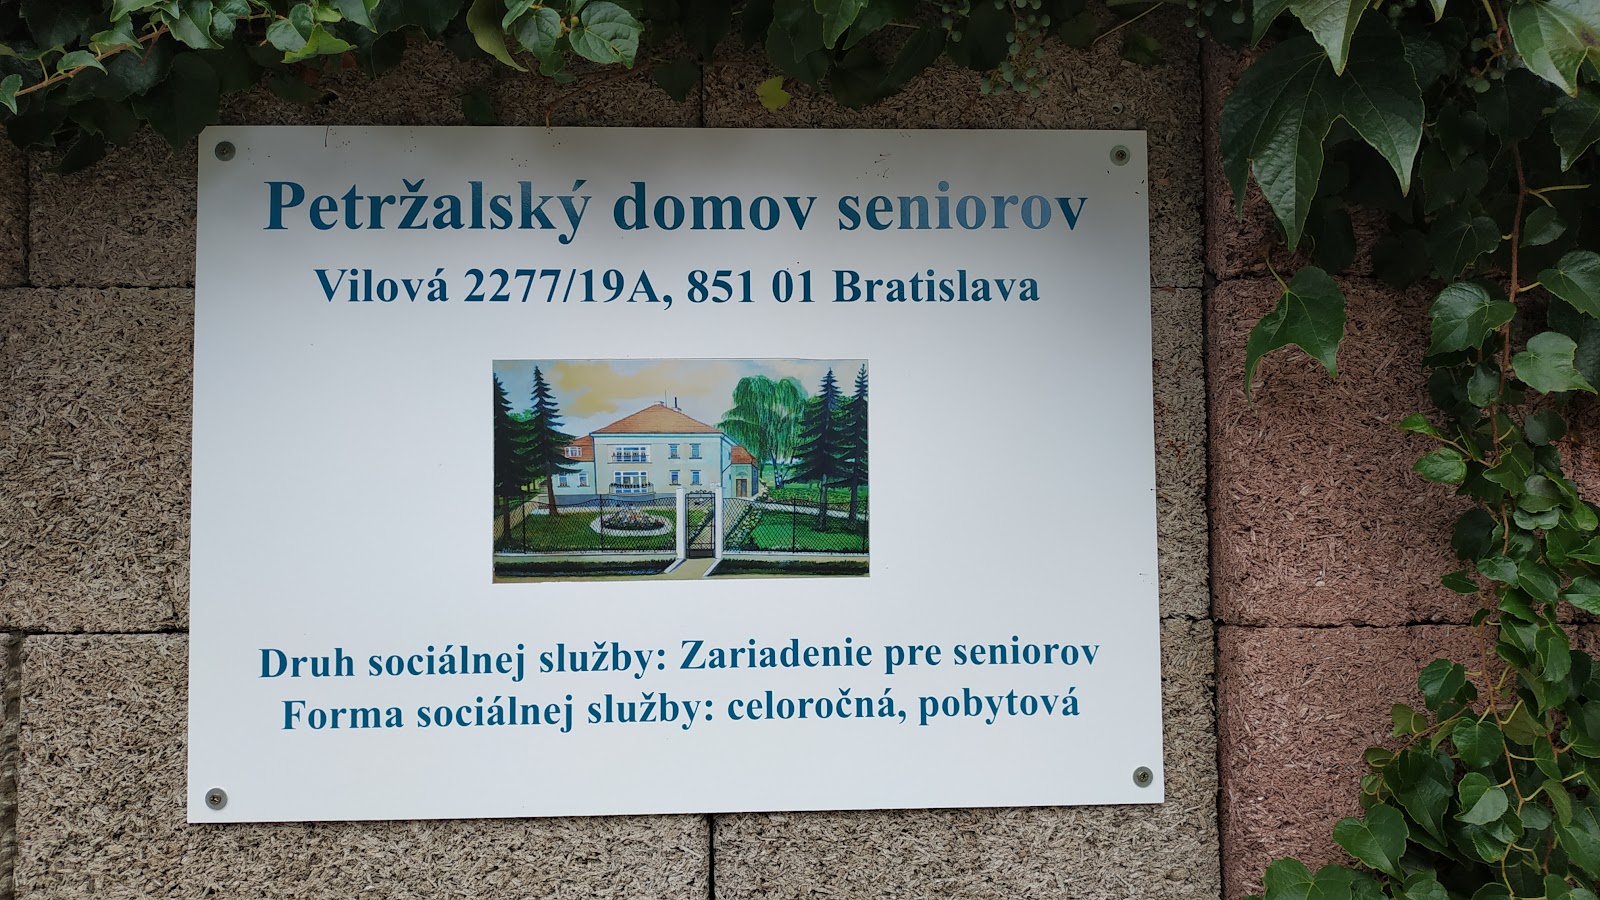 Petržalský domov seniorov
Vilová 2277/19A, 851 01 Bratislava
Druh sociálnej služby: Zariadenie pre seniorov
Forma sociálnej služby: celoročná, pobytová